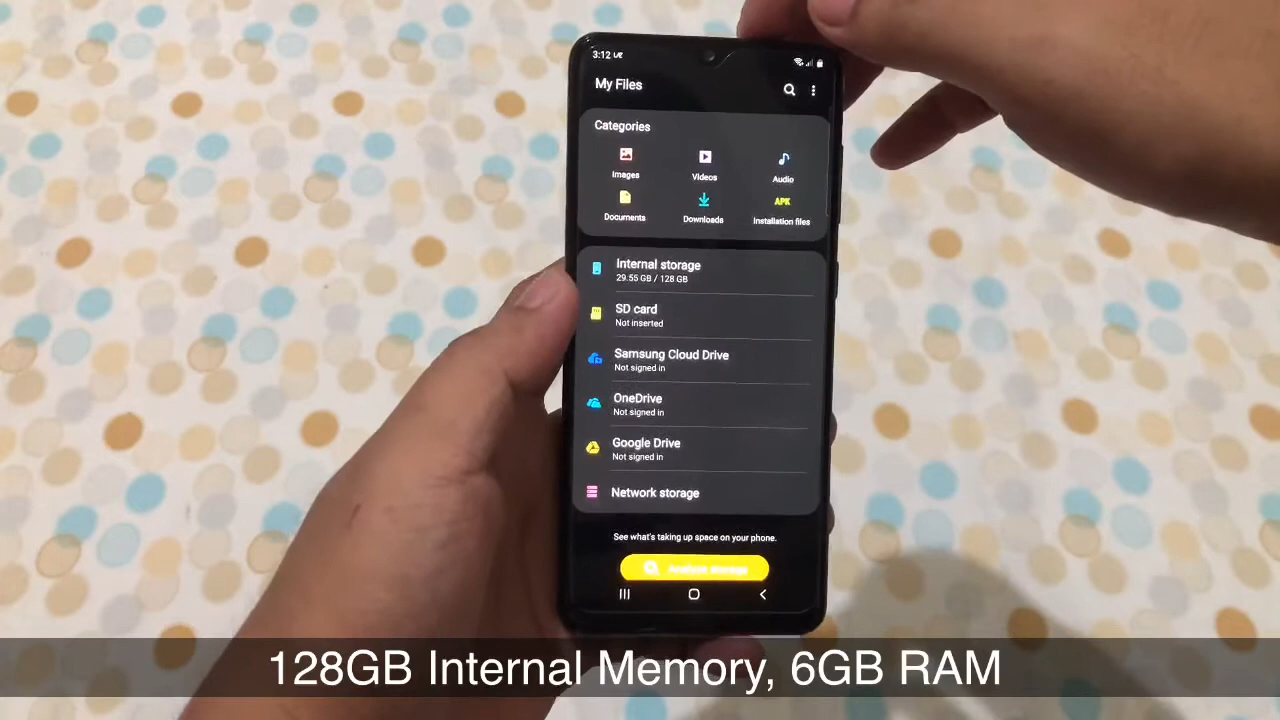 3:12
My Files
Categories
Images
Videos
Audio
Documents
Downloads
APK
Installation files
Internal storage
29.55 GB / 128 GB
SD card
Not inserted
Samsung Cloud Drive
Not signed in
OneDrive
Not signed in
Google Drive
Not signed in
Network storage
See what's taking up space on your phone.
128GB Internal Memory, 6GB RAM